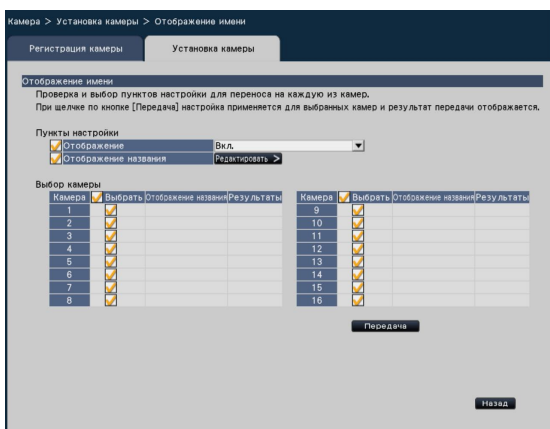 Камера > Установка камеры > Отображение имени
Регистрация камеры Установка камеры
Отображение имени
Проверка и выбор пунктов настройки для переноса на каждую из камер.
При щелчке по кнопке [Передача] настройка применяется для выбранных камер и результат передачи отображается.
Пункты настройки
Отображение Вкл.
Отображение названия Редактировать >
Выбор камеры
Камера Выбрать Отображение названия Результаты Камера Выбрать Отображение названия Результаты
1 9
2 10
3 11
4 12
5 13
6 14
7 15
8 16
Передача
Назад